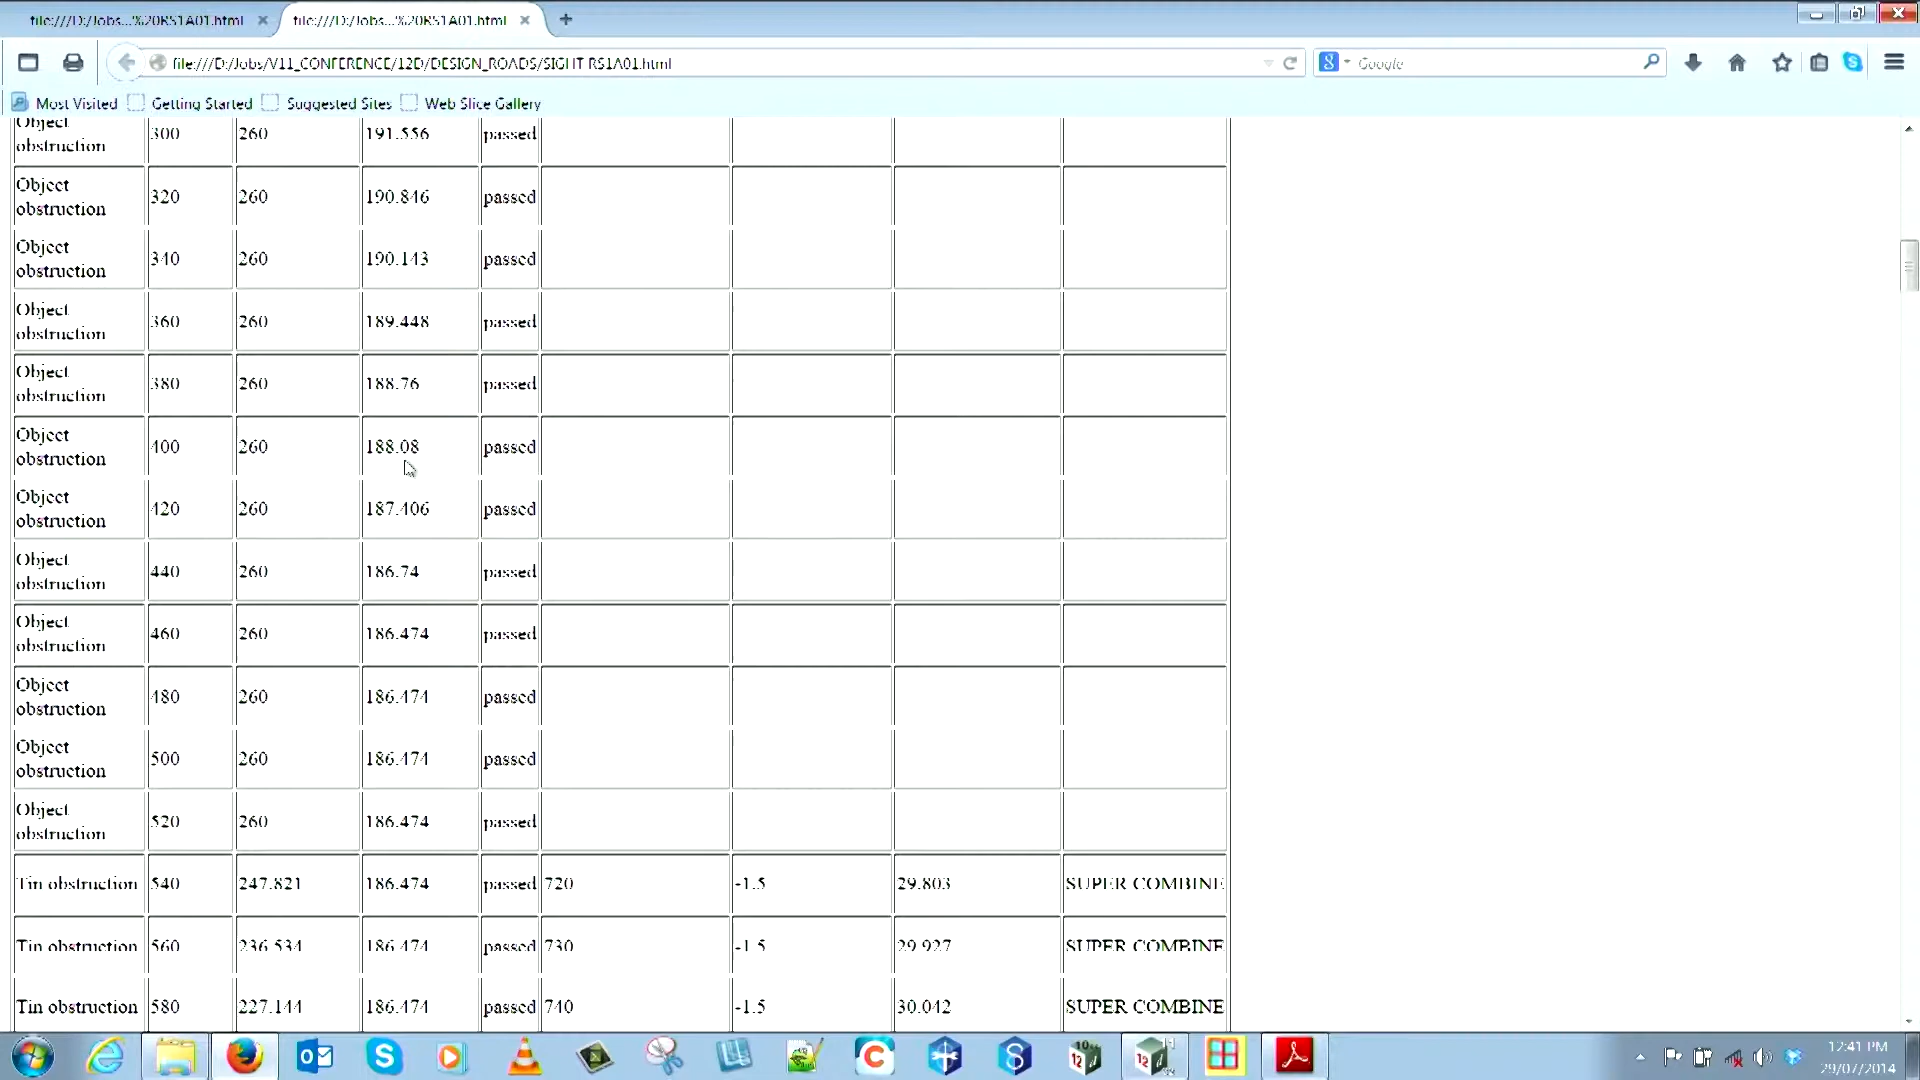 file:///D:/Jobs...%20RS1A01.html
file:///D:/Jobs...%20RS1A01.html
file:///D:/Jobs/V11_CONFERENCE/12D/DESIGN_ROADS/SIGHT RS1A01.html
Google
Most Visited Getting Started Suggested Sites Web Slice Gallery
Object obstruction 300 260 191.556 passed
Object obstruction 320 260 190.846 passed
Object obstruction 340 260 190.143 passed
Object obstruction 360 260 189.448 passed
Object obstruction 380 260 188.76 passed
Object obstruction 400 260 188.08 passed
Object obstruction 420 260 187.406 passed
Object obstruction 440 260 186.74 passed
Object obstruction 460 260 186.474 passed
Object obstruction 480 260 186.474 passed
Object obstruction 500 260 186.474 passed
Object obstruction 520 260 186.474 passed
Tin obstruction 540 247.821 186.474 passed 720 -1.5 29.803 SUPER COMBINE
Tin obstruction 560 236.534 186.474 passed 730 -1.5 29.927 SUPER COMBINE
Tin obstruction 580 227.144 186.474 passed 740 -1.5 30.042 SUPER COMBINE
12:41 PM
29/07/2014